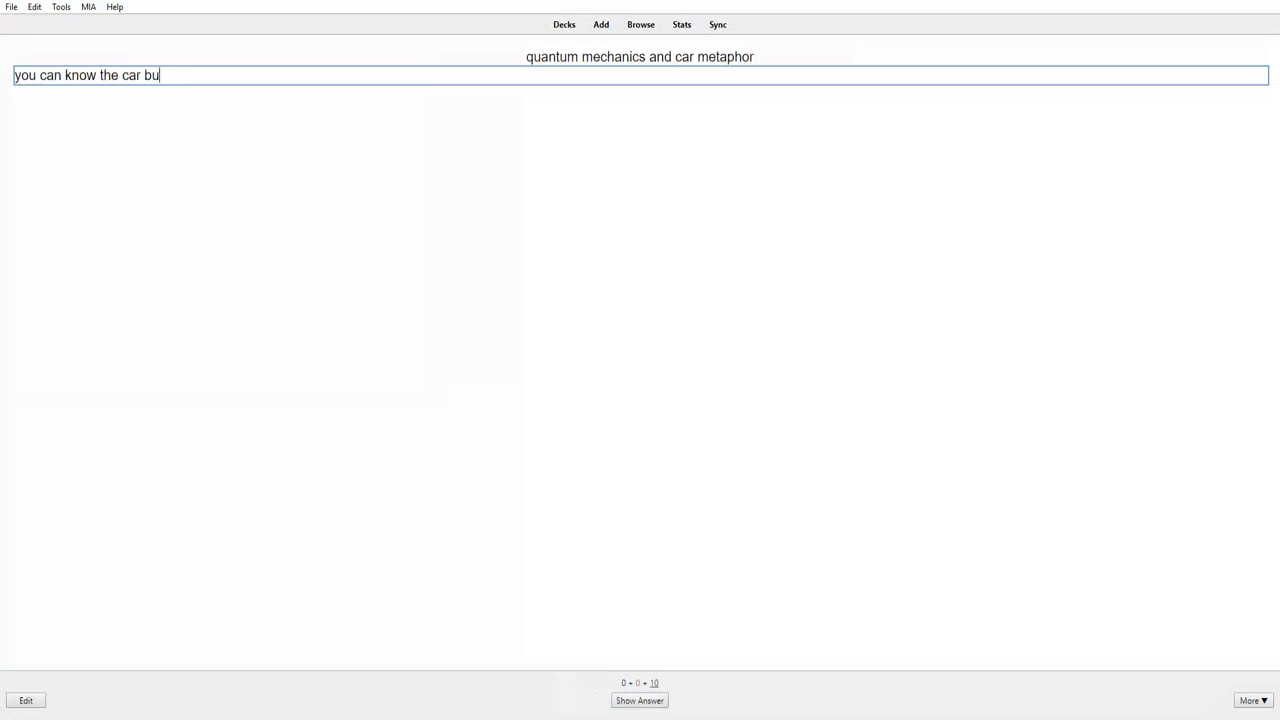 File Edit Tools MIA Help
Decks Add Browse Stats Sync
quantum mechanics and car metaphor
you can know the car bu
0 + 0 + 10
Edit Show Answer More ▼